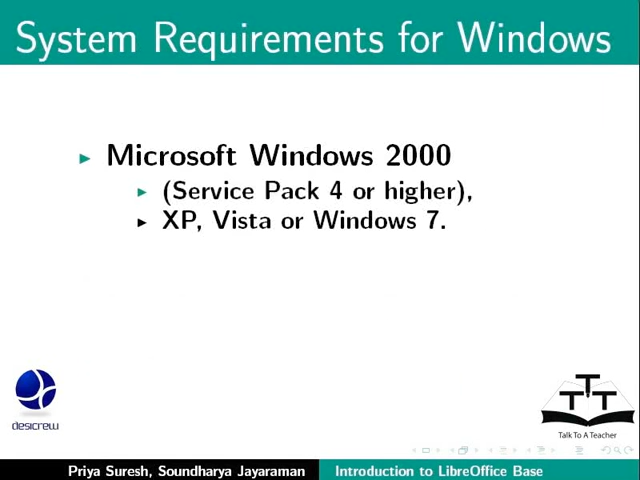 System Requirements for Windows
Microsoft Windows 2000
(Service Pack 4 or higher),
XP, Vista or Windows 7.
desicrew
T T T
Talk To A Teacher
Priya Suresh, Soundharya Jayaraman
Introduction to LibreOffice Base